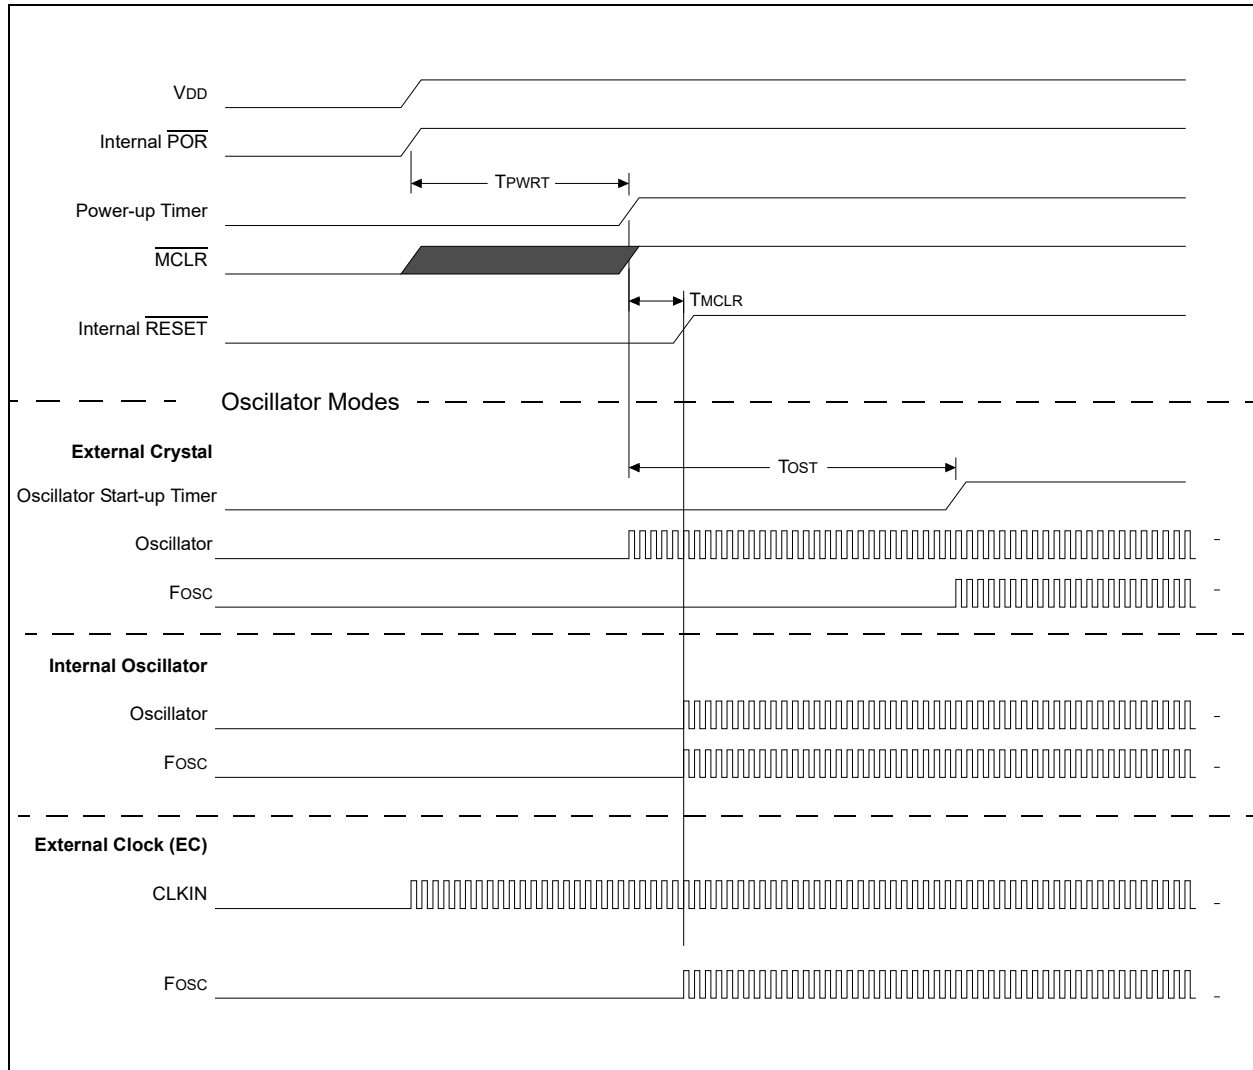 VDD
Internal POR
TPWRT
Power-up Timer
MCLR
TMCLR
Internal RESET
Oscillator Modes
External Crystal
TOST
Oscillator Start-up Timer
Oscillator
FOSC
Internal Oscillator
Oscillator
FOSC
External Clock (EC)
CLKIN
FOSC